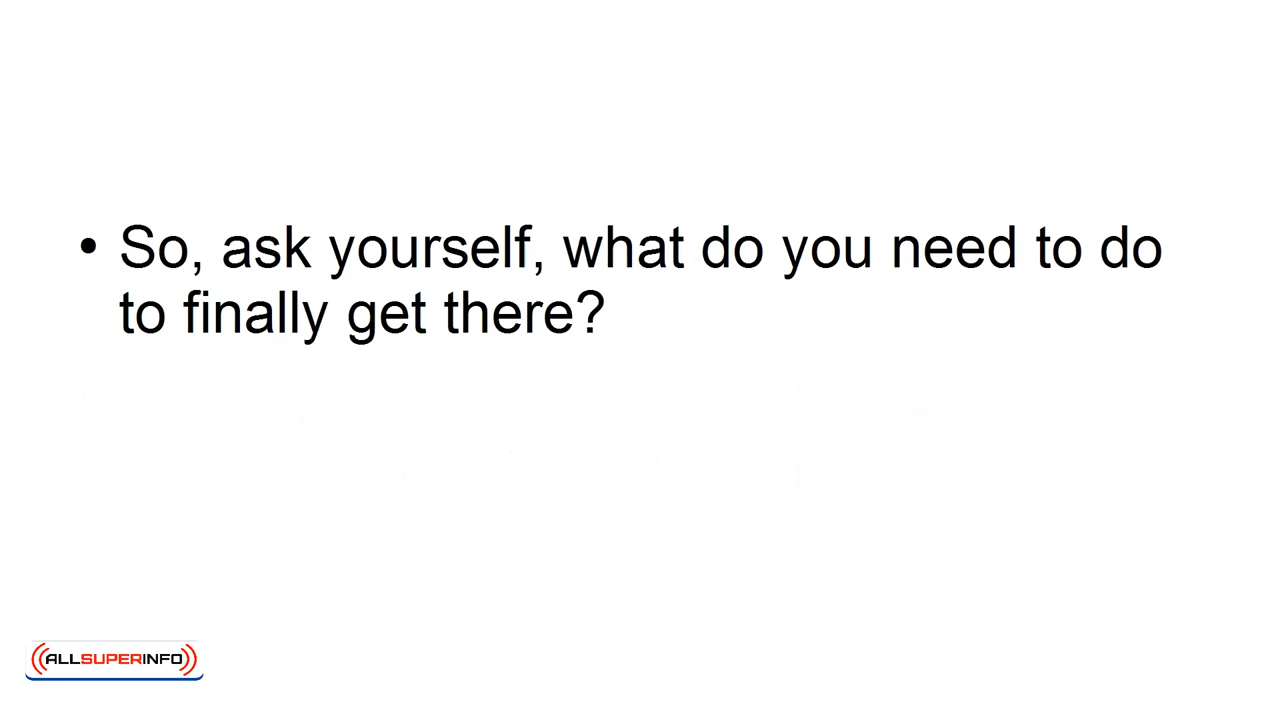 • So, ask yourself, what do you need to do
to finally get there?
ALLSUPERINFO